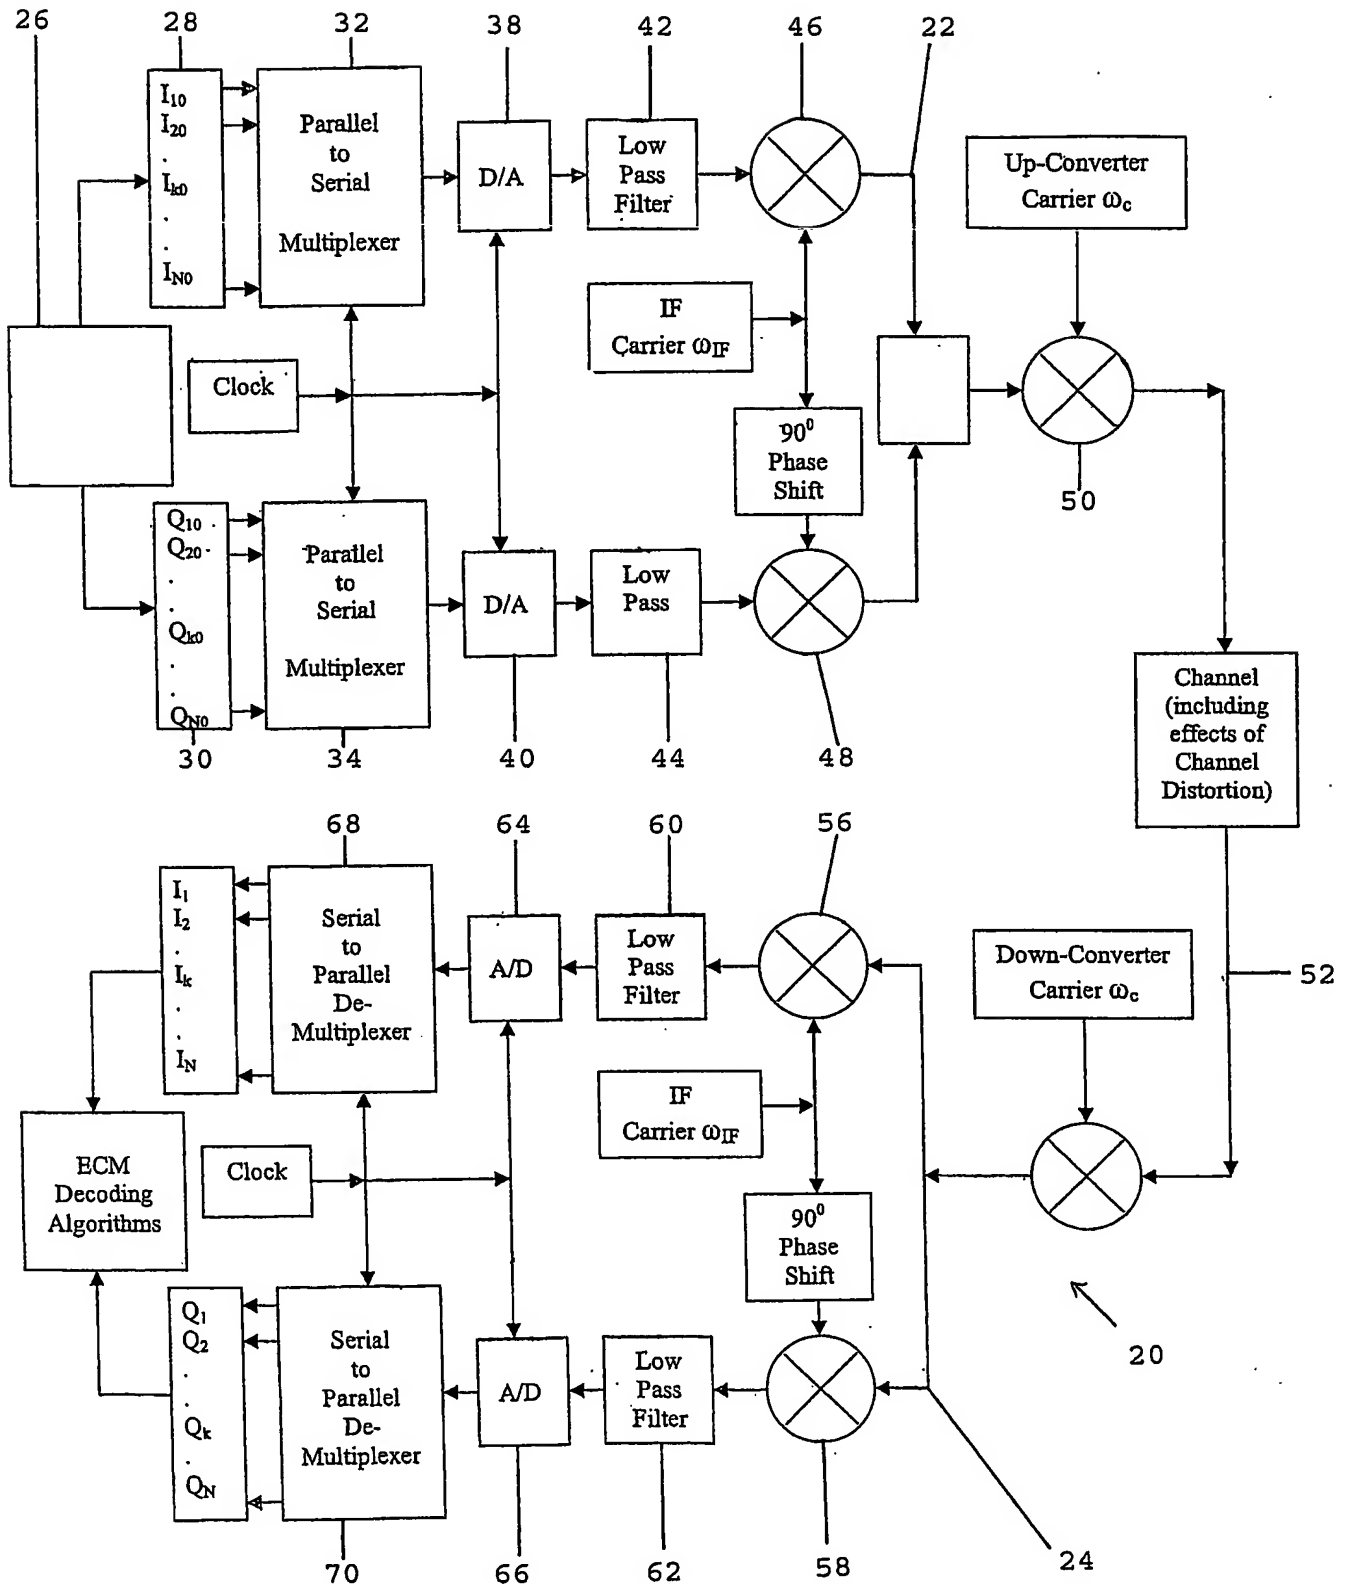 26
28
32
38
42
46
22
I10
I20
.
Ik0
.
.
IN0
Parallel
to
Serial
Multiplexer
D/A
Low
Pass
Filter
Up-Converter
Carrier ωc
IF
Carrier ωIF
Clock
90⁰
Phase
Shift
50
Q10
Q20
.
.
Qk0
.
.
QN0
Parallel
to
Serial
Multiplexer
D/A
Low
Pass
30
34
40
44
48
Channel
(including
effects of
Channel
Distortion)
68
64
60
56
I1
I2
.
Ik
.
.
IN
Serial
to
Parallel
De-
Multiplexer
A/D
Low
Pass
Filter
Down-Converter
Carrier ωc
52
IF
Carrier ωIF
ECM
Decoding
Algorithms
Clock
90⁰
Phase
Shift
20
Q1
Q2
.
.
Qk
.
QN
Serial
to
Parallel
De-
Multiplexer
A/D
Low
Pass
Filter
70
66
62
58
24